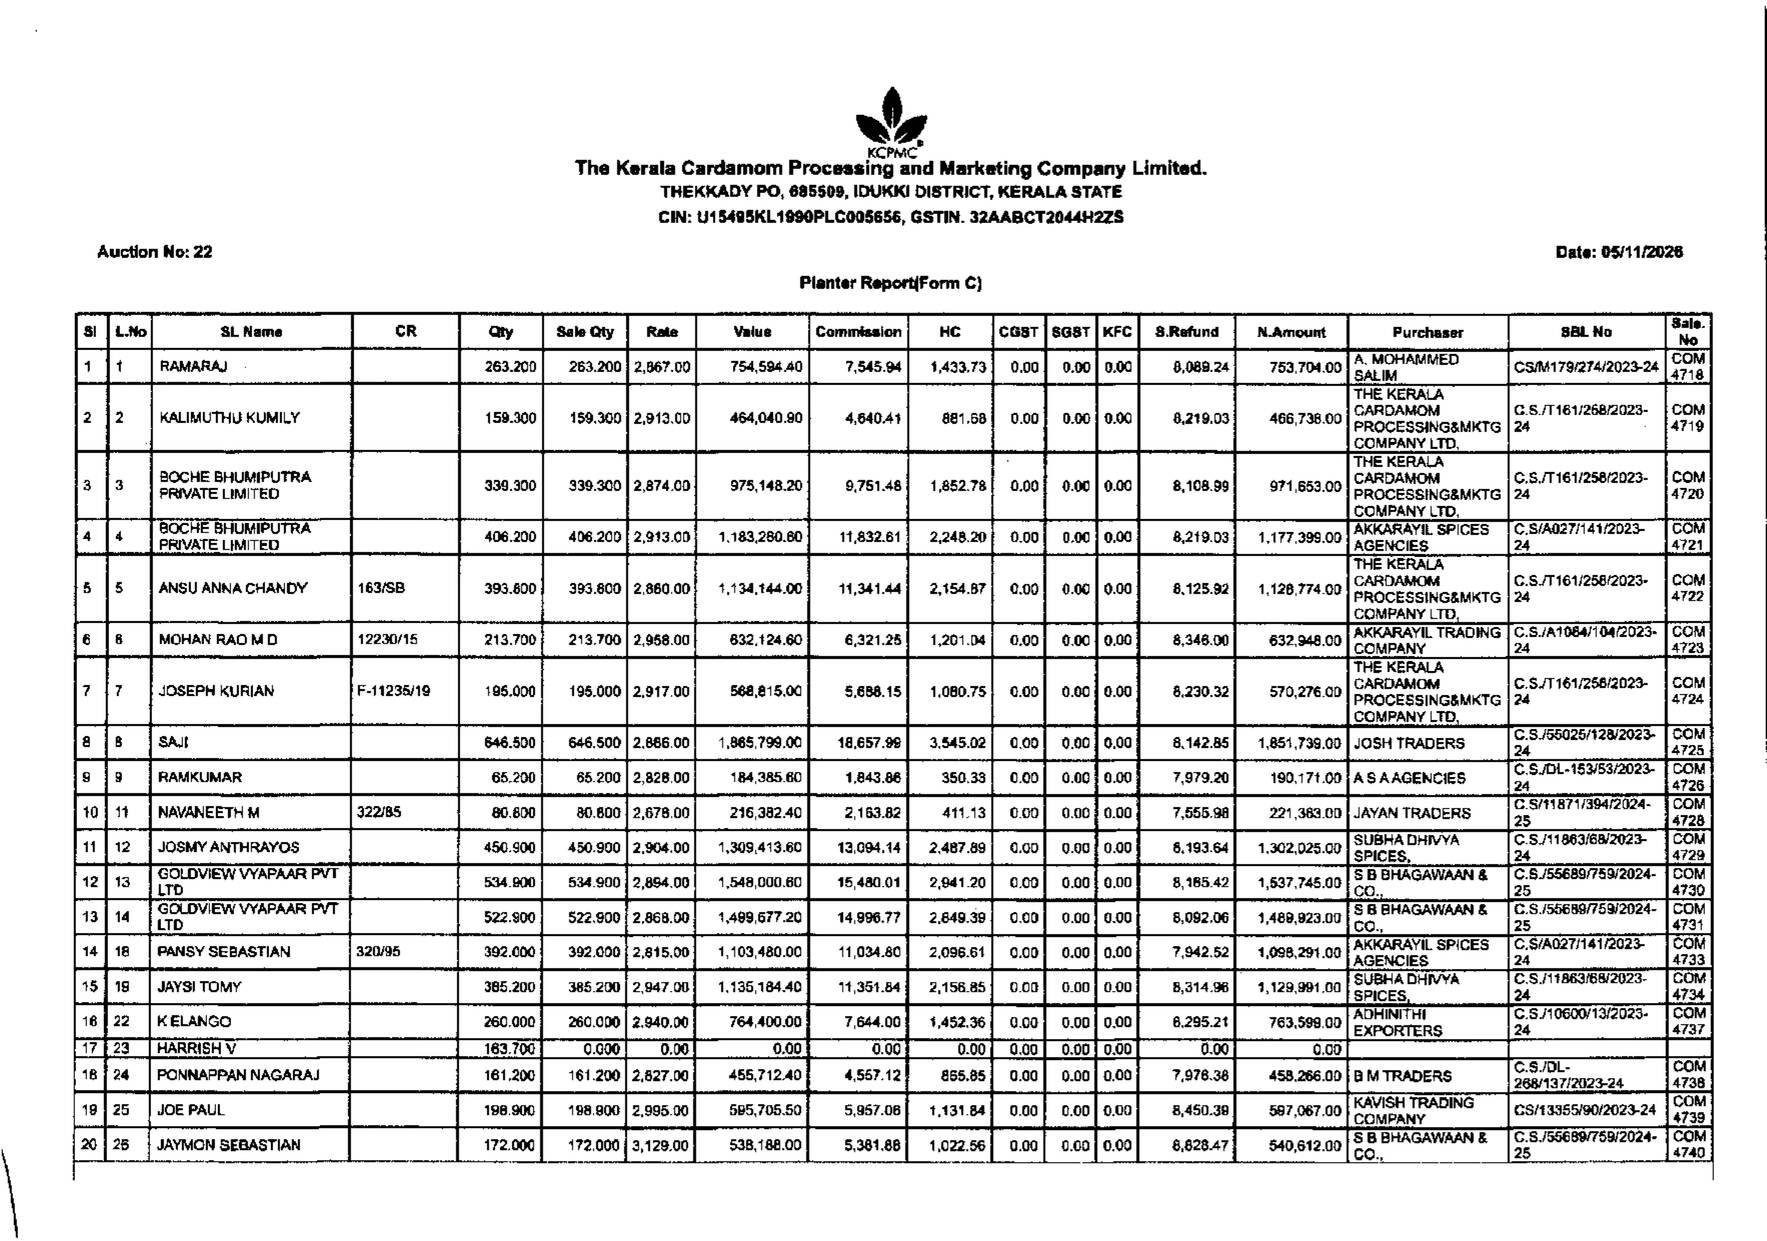 KCPMC®
The Kerala Cardamom Processing and Marketing Company Limited.
THEKKADY PO, 685509, IDUKKI DISTRICT, KERALA STATE
CIN: U15495KL1990PLC005656, GSTIN. 32AABCT2044H2ZS
Auction No: 22 Date: 05/11/2026
Planter Report(Form C)
Sl L.No SL Name CR Qty Sale Qty Rate Value Commission HC CGST SGST KFC S.Refund N.Amount Purchaser SBL No Sale. No
1 1 RAMARAJ 263.200 263.200 2,867.00 754,594.40 7,545.94 1,433.73 0.00 0.00 0.00 8,089.24 753,704.00 A. MOHAMMED SALIM CS/M179/274/2023-24 COM 4718
2 2 KALIMUTHU KUMILY 159.300 159.300 2,913.00 464,040.90 4,640.41 881.68 0.00 0.00 0.00 8,219.03 466,738.00 THE KERALA CARDAMOM PROCESSING&MKTG COMPANY LTD, C.S./T161/258/2023-24 COM 4719
3 3 BOCHE BHUMIPUTRA PRIVATE LIMITED 339.300 339.300 2,874.00 975,148.20 9,751.48 1,852.78 0.00 0.00 0.00 8,108.99 971,653.00 THE KERALA CARDAMOM PROCESSING&MKTG COMPANY LTD, C.S./T161/258/2023-24 COM 4720
4 4 BOCHE BHUMIPUTRA PRIVATE LIMITED 406.200 406.200 2,913.00 1,183,260.60 11,832.61 2,248.20 0.00 0.00 0.00 8,219.03 1,177,399.00 AKKARAYIL SPICES AGENCIES C.S/A027/141/2023-24 COM 4721
5 5 ANSU ANNA CHANDY 163/SB 393.800 393.800 2,880.00 1,134,144.00 11,341.44 2,154.87 0.00 0.00 0.00 8,125.92 1,128,774.00 THE KERALA CARDAMOM PROCESSING&MKTG COMPANY LTD, C.S./T161/258/2023-24 COM 4722
6 6 MOHAN RAO M D 12230/15 213.700 213.700 2,958.00 632,124.60 6,321.25 1,201.04 0.00 0.00 0.00 8,346.00 632,948.00 AKKARAYIL TRADING COMPANY C.S./A1084/104/2023-24 COM 4723
7 7 JOSEPH KURIAN F-11235/19 195.000 195.000 2,917.00 568,815.00 5,688.15 1,080.75 0.00 0.00 0.00 8,230.32 570,276.00 THE KERALA CARDAMOM PROCESSING&MKTG COMPANY LTD, C.S./T161/258/2023-24 COM 4724
8 8 SAJI 646.500 646.500 2,886.00 1,865,799.00 18,657.99 3,545.02 0.00 0.00 0.00 8,142.85 1,851,739.00 JOSH TRADERS C.S./55025/128/2023-24 COM 4725
9 9 RAMKUMAR 65.200 65.200 2,828.00 184,385.60 1,843.86 350.33 0.00 0.00 0.00 7,979.20 190,171.00 A S A AGENCIES C.S./DL-153/53/2023-24 COM 4726
10 11 NAVANEETH M 322/85 80.800 80.800 2,678.00 216,382.40 2,163.82 411.13 0.00 0.00 0.00 7,555.98 221,363.00 JAYAN TRADERS C.S/11871/394/2024-25 COM 4728
11 12 JOSMY ANTHRAYOS 450.900 450.900 2,904.00 1,309,413.60 13,094.14 2,487.89 0.00 0.00 0.00 8,193.64 1,302,025.00 SUBHA DHIVYA SPICES, C.S./11863/68/2023-24 COM 4729
12 13 GOLDVIEW VYAPAAR PVT LTD 534.900 534.900 2,894.00 1,548,000.60 15,480.01 2,941.20 0.00 0.00 0.00 8,165.42 1,537,745.00 S B BHAGAWAAN & CO., C.S./55689/759/2024-25 COM 4730
13 14 GOLDVIEW VYAPAAR PVT LTD 522.900 522.900 2,868.00 1,499,677.20 14,996.77 2,849.39 0.00 0.00 0.00 8,092.06 1,489,923.00 S B BHAGAWAAN & CO., C.S./55689/759/2024-25 COM 4731
14 18 PANSY SEBASTIAN 320/95 392.000 392.000 2,815.00 1,103,480.00 11,034.80 2,096.61 0.00 0.00 0.00 7,942.52 1,098,291.00 AKKARAYIL SPICES AGENCIES C.S/A027/141/2023-24 COM 4733
15 19 JAYSI TOMY 385.200 385.200 2,947.00 1,135,184.40 11,351.84 2,156.85 0.00 0.00 0.00 8,314.96 1,129,991.00 SUBHA DHIVYA SPICES, C.S./11863/68/2023-24 COM 4734
16 22 K ELANGO 260.000 260.000 2,940.00 764,400.00 7,644.00 1,452.36 0.00 0.00 0.00 8,295.21 763,599.00 ADHINITHI EXPORTERS C.S./10600/13/2023-24 COM 4737
17 23 HARRISH V 163.700 0.000 0.00 0.00 0.00 0.00 0.00 0.00 0.00 0.00 0.00
18 24 PONNAPPAN NAGARAJ 161.200 161.200 2,827.00 455,712.40 4,557.12 865.85 0.00 0.00 0.00 7,976.38 458,266.00 B M TRADERS C.S./DL-268/137/2023-24 COM 4738
19 25 JOE PAUL 198.900 198.900 2,995.00 595,705.50 5,957.06 1,131.84 0.00 0.00 0.00 8,450.39 597,067.00 KAVISH TRADING COMPANY CS/13355/90/2023-24 COM 4739
20 26 JAYMON SEBASTIAN 172.000 172.000 3,129.00 538,188.00 5,381.88 1,022.56 0.00 0.00 0.00 8,828.47 540,612.00 S B BHAGAWAAN & CO., C.S./55689/759/2024-25 COM 4740